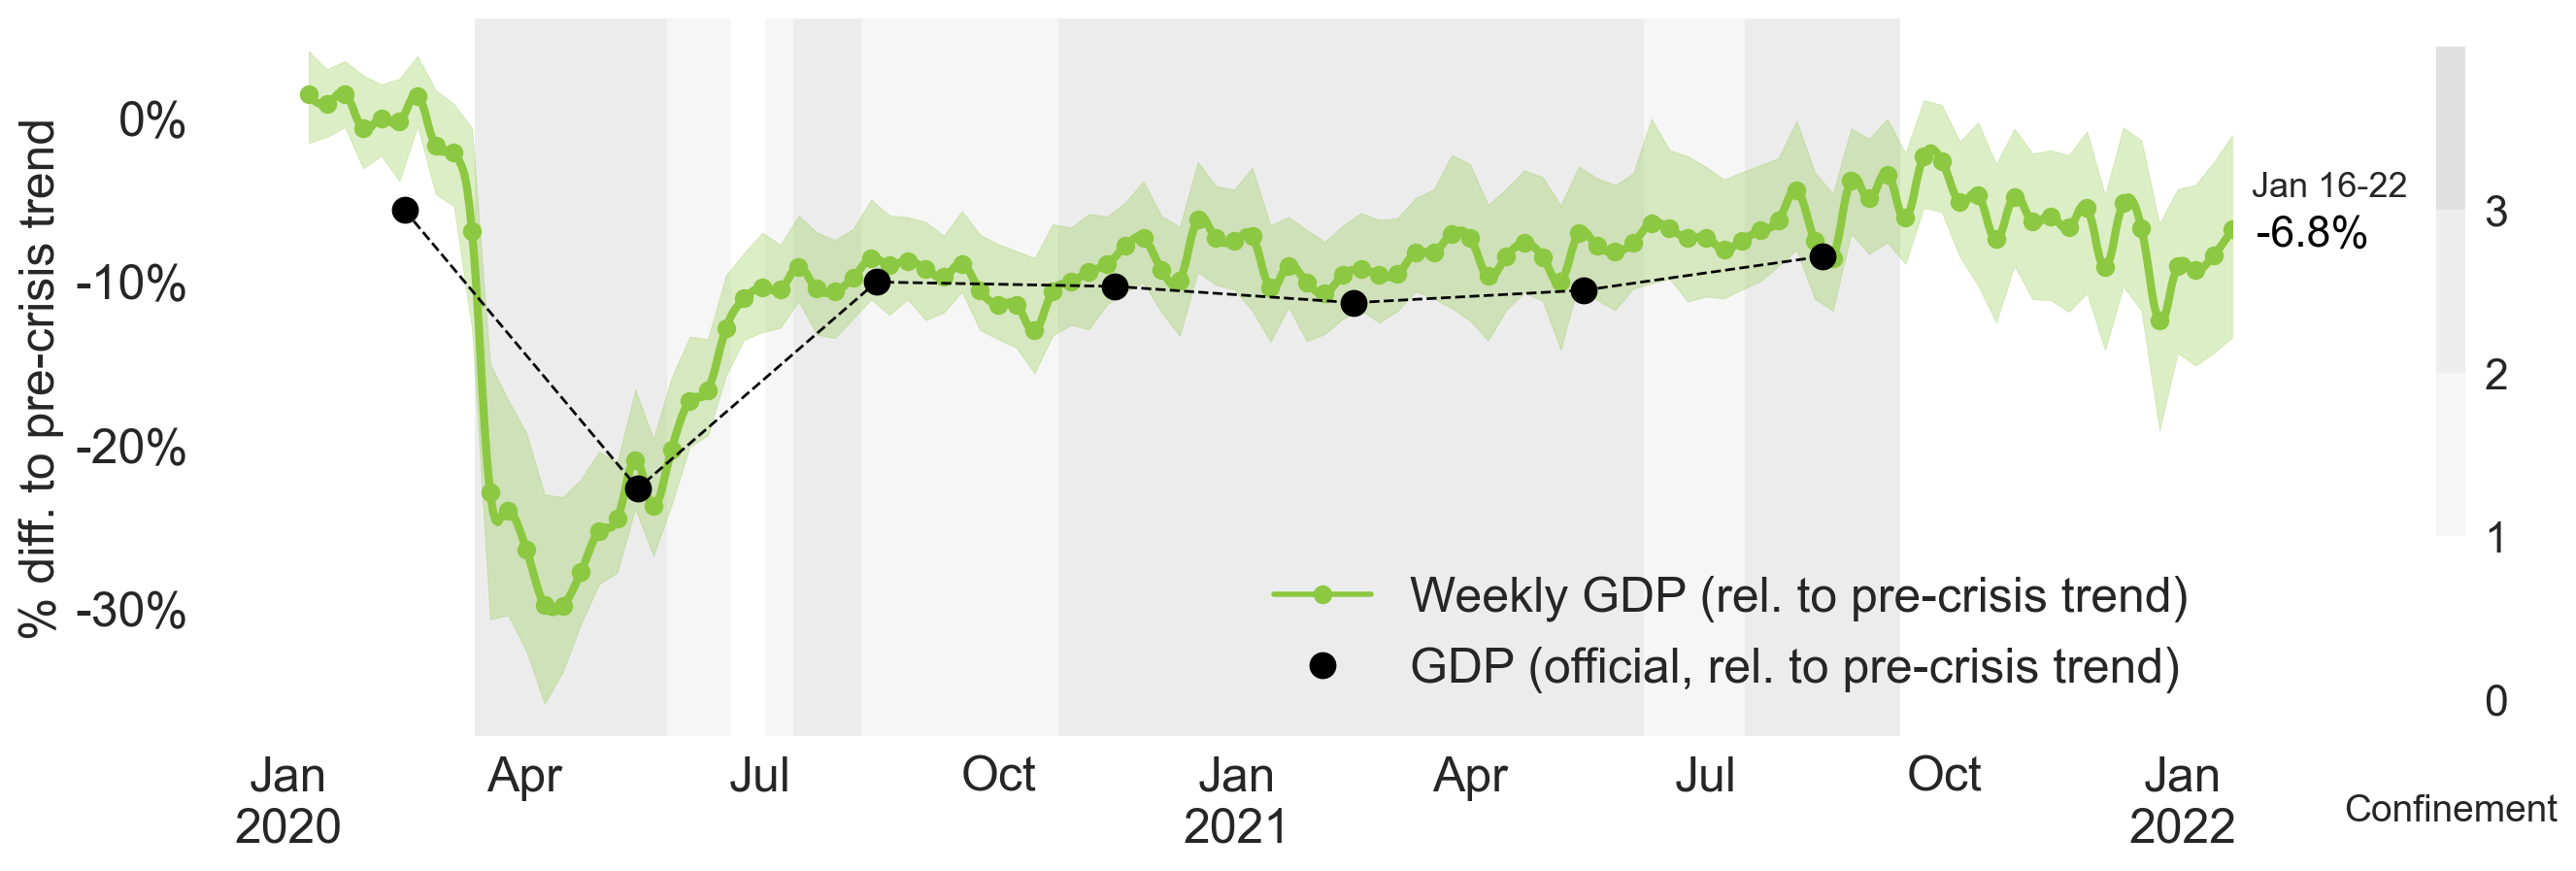 % diff. to pre-crisis trend
0%
-10%
-20%
-30%
Jan 16-22
-6.8%
3
2
1
0
Weekly GDP (rel. to pre-crisis trend)
GDP (official, rel. to pre-crisis trend)
Jan Apr Jul Oct Jan Apr Jul Oct Jan
2020 2021 2022
Confinement